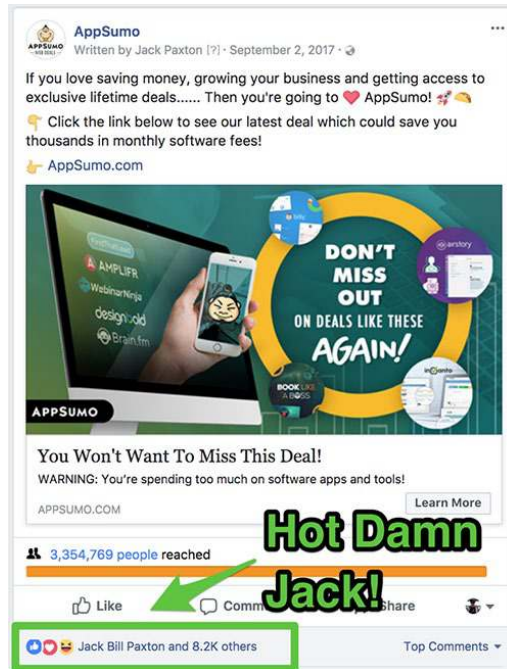 AppSumo
Written by Jack Paxton [?] · September 2, 2017 ·
If you love saving money, growing your business and getting access to
exclusive lifetime deals...... Then you're going to ❤️ AppSumo! 🚀🌮
👇 Click the link below to see our latest deal which could save you
thousands in monthly software fees!
👉 AppSumo.com
APPSUMO
AMPLIFR
WebinarNinja
Brain.fm
DON'T
MISS
OUT
ON DEALS LIKE THESE
AGAIN!
airstory
BOOK LIKE
A BOSS
APPSUMO
You Won't Want To Miss This Deal!
WARNING: You're spending too much on software apps and tools!
APPSUMO.COM
Learn More
Hot Damn
Jack!
3,354,769 people reached
Like
Comm
Share
Jack Bill Paxton and 8.2K others
Top Comments